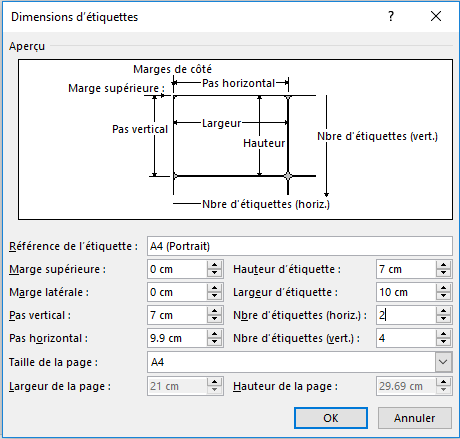 Dimensions d'étiquettes
Aperçu
Marges de côté
Marge supérieure : Pas horizontal
Pas vertical Largeur Nbre d'étiquettes (vert.)
Hauteur
Nbre d'étiquettes (horiz.)
Référence de l'étiquette : A4 (Portrait)
Marge supérieure : 0 cm Hauteur d'étiquette : 7 cm
Marge latérale : 0 cm Largeur d'étiquette : 10 cm
Pas vertical : 7 cm Nbre d'étiquettes (horiz.) : 2
Pas horizontal : 9.9 cm Nbre d'étiquettes (vert.) : 4
Taille de la page : A4
Largeur de la page : 21 cm Hauteur de la page : 29.69 cm
OK Annuler